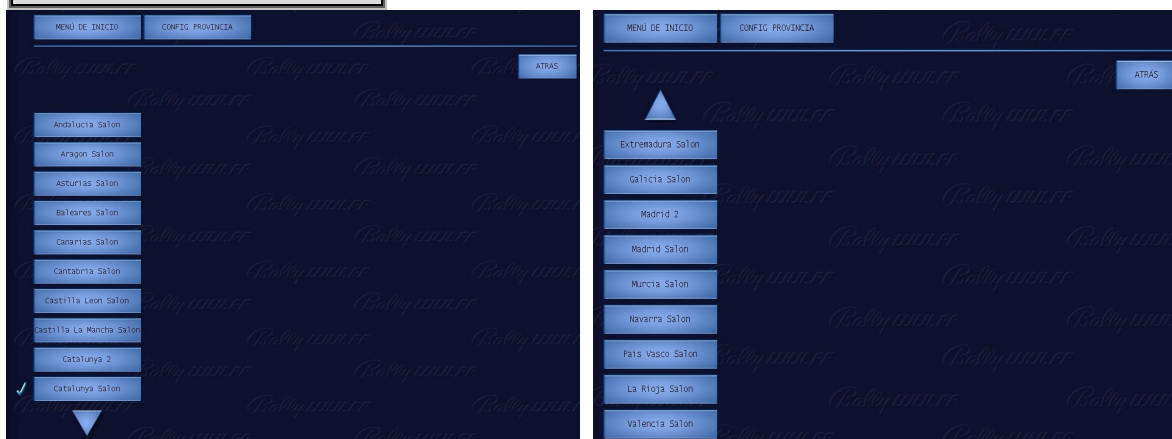 MENÚ DE INICIO
CONFIG PROVINCIA
ATRÁS
Andalucia Salon
Aragon Salon
Asturias Salon
Baleares Salon
Canarias Salon
Cantabria Salon
Castilla Leon Salon
Castilla La Mancha Salon
Catalunya 2
Catalunya Salon
MENÚ DE INICIO
CONFIG PROVINCIA
ATRÁS
Extremadura Salon
Galicia Salon
Madrid 2
Madrid Salon
Murcia Salon
Navarra Salon
Pais Vasco Salon
La Rioja Salon
Valencia Salon
Bally WULFF